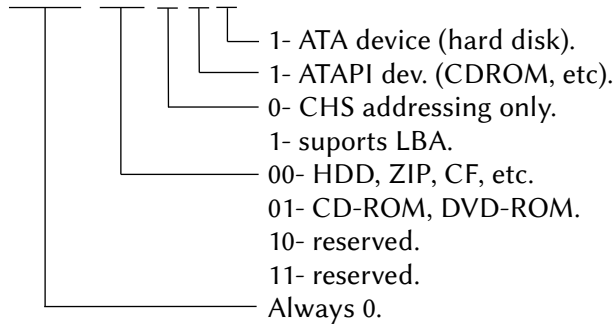 1- ATA device (hard disk).
1- ATAPI dev. (CDROM, etc).
0- CHS addressing only.
1- suports LBA.
00- HDD, ZIP, CF, etc.
01- CD-ROM, DVD-ROM.
10- reserved.
11- reserved.
Always 0.